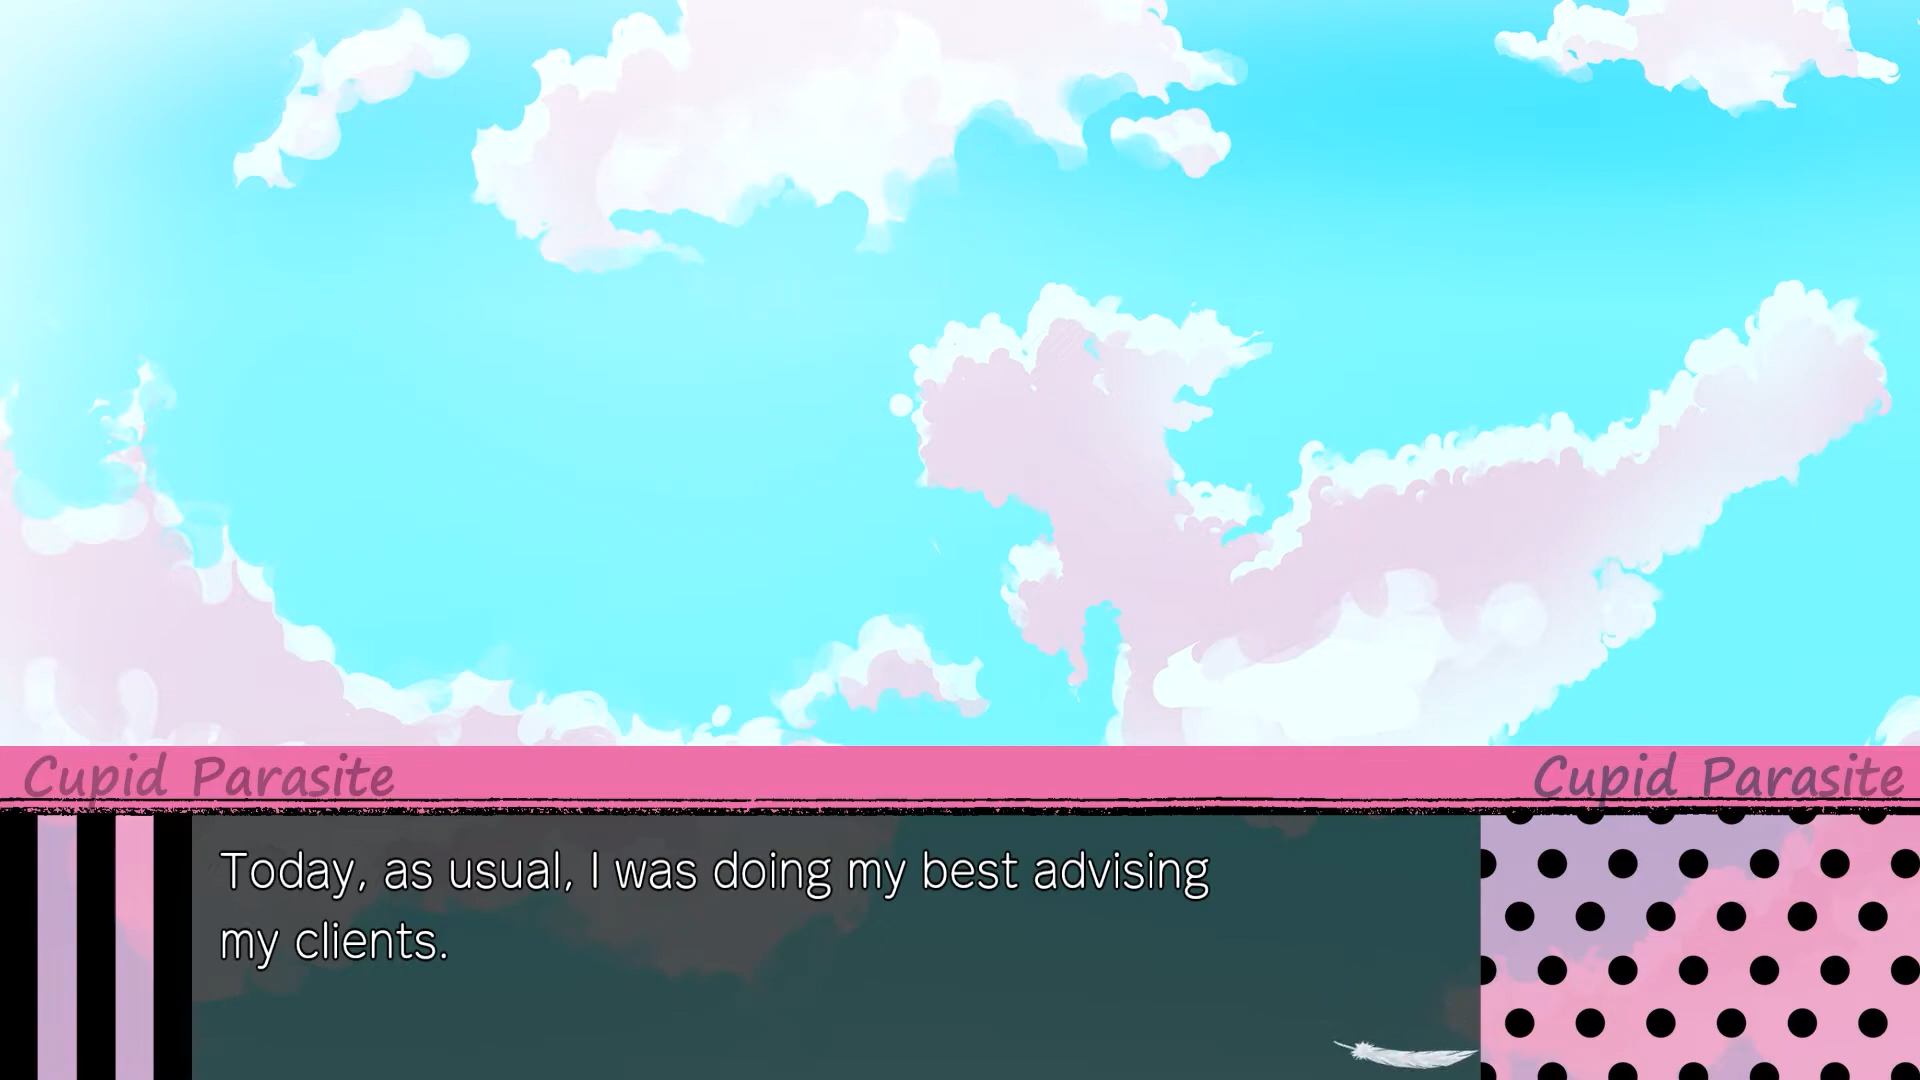 Cupid Parasite Cupid Parasite
Today, as usual, I was doing my best advising
my clients.